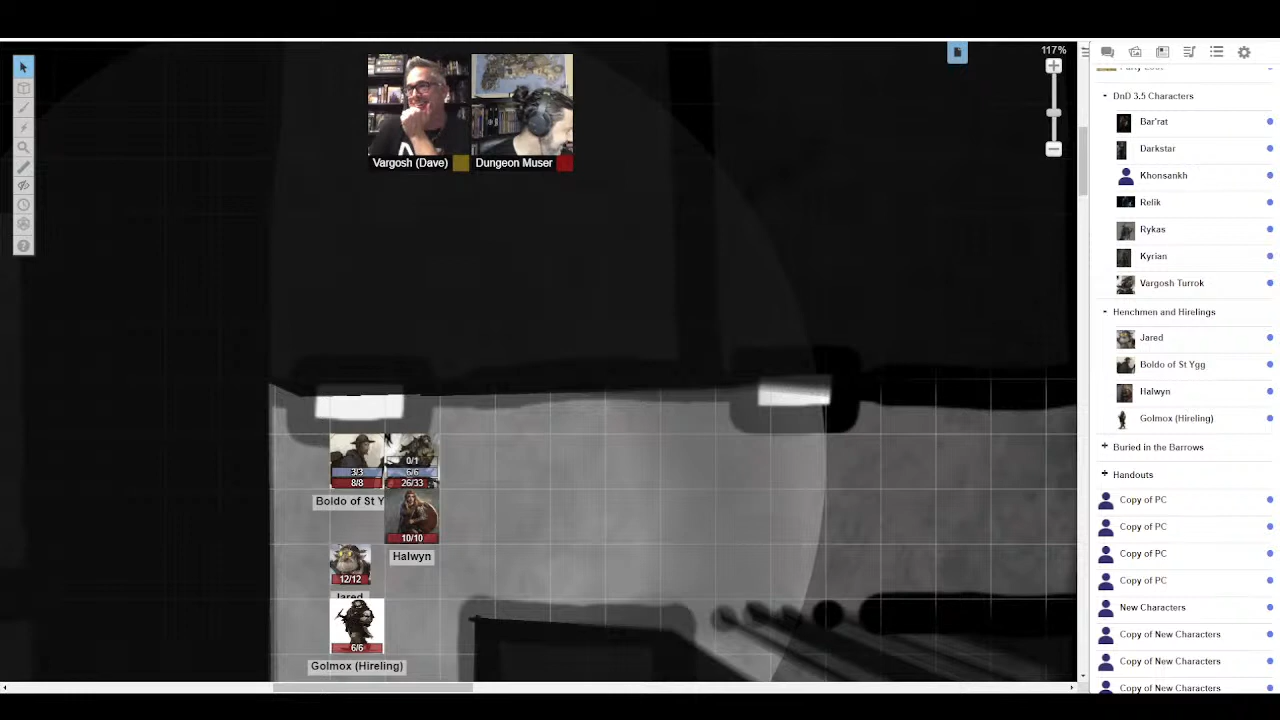 117%
Vargosh (Dave)
Dungeon Muser
DnD 3.5 Characters
Bar'rat
Darkstar
Khonsankh
Relik
Rykas
Kyrian
Vargosh Turrok
Henchmen and Hirelings
Jared
Boldo of St Ygg
Halwyn
Golmox (Hireling)
Buried in the Barrows
Handouts
Copy of PC
Copy of PC
Copy of PC
Copy of PC
New Characters
Copy of New Characters
Copy of New Characters
Copy of New Characters
0/1
3/3
6/6
8/8
26/33
Boldo of St Y
10/10
Halwyn
12/12
Jared
6/6
Golmox (Hireling)